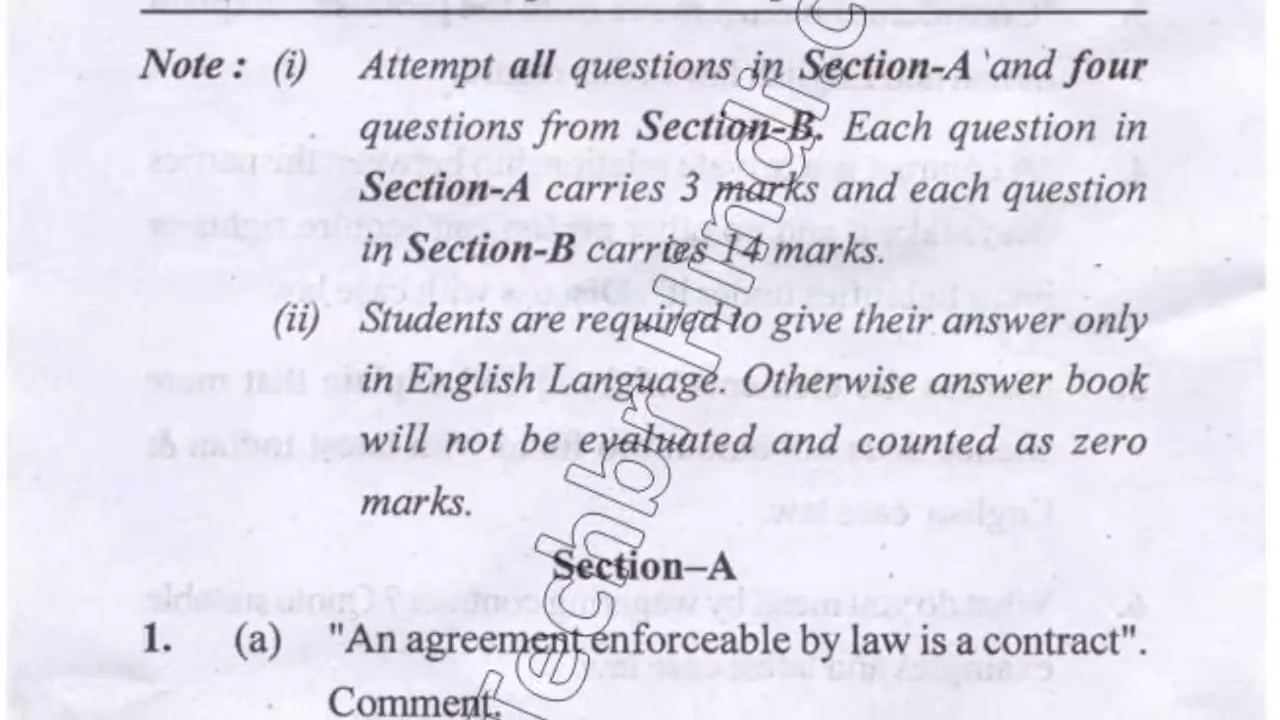 Note : (i) Attempt all questions in Section-A and four
questions from Section-B. Each question in
Section-A carries 3 marks and each question
in Section-B carries 14 marks.
(ii) Students are required to give their answer only
in English Language. Otherwise answer book
will not be evaluated and counted as zero
marks.
Section–A
1. (a) "An agreement enforceable by law is a contract".
Comment.
Techbr Hindi